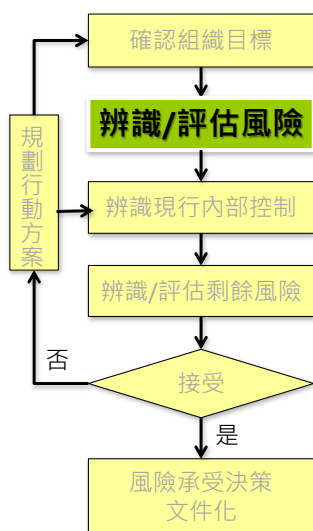 確認組織目標
辨識/評估風險
規劃行動方案
辨識現行內部控制
辨識/評估剩餘風險
否
接受
是
風險承受決策
文件化